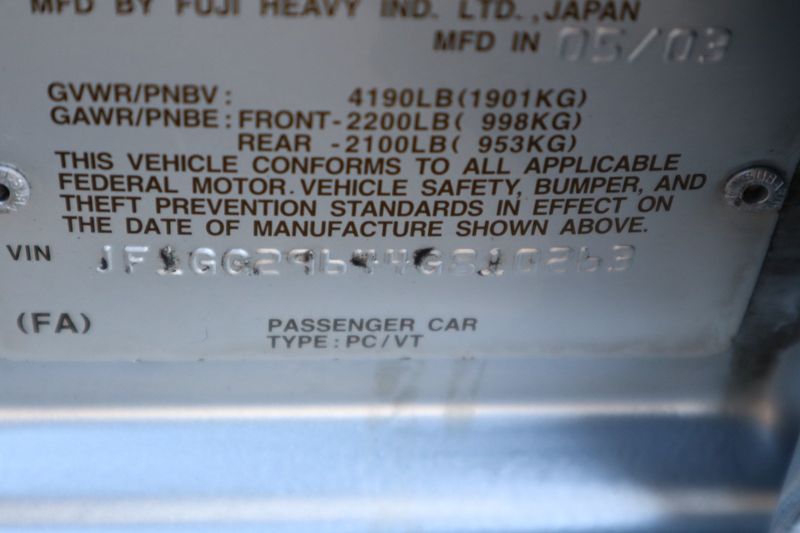 MFD BY FUJI HEAVY IND. LTD., JAPAN
MFD IN 05/03
GVWR/PNBV: 4190LB(1901KG)
GAWR/PNBE: FRONT-2200LB( 998KG)
REAR -2100LB( 953KG)
THIS VEHICLE CONFORMS TO ALL APPLICABLE
FEDERAL MOTOR VEHICLE SAFETY, BUMPER, AND
THEFT PREVENTION STANDARDS IN EFFECT ON
THE DATE OF MANUFACTURE SHOWN ABOVE.
VIN JF1GG29644G810263
(FA) PASSENGER CAR
TYPE: PC/VT